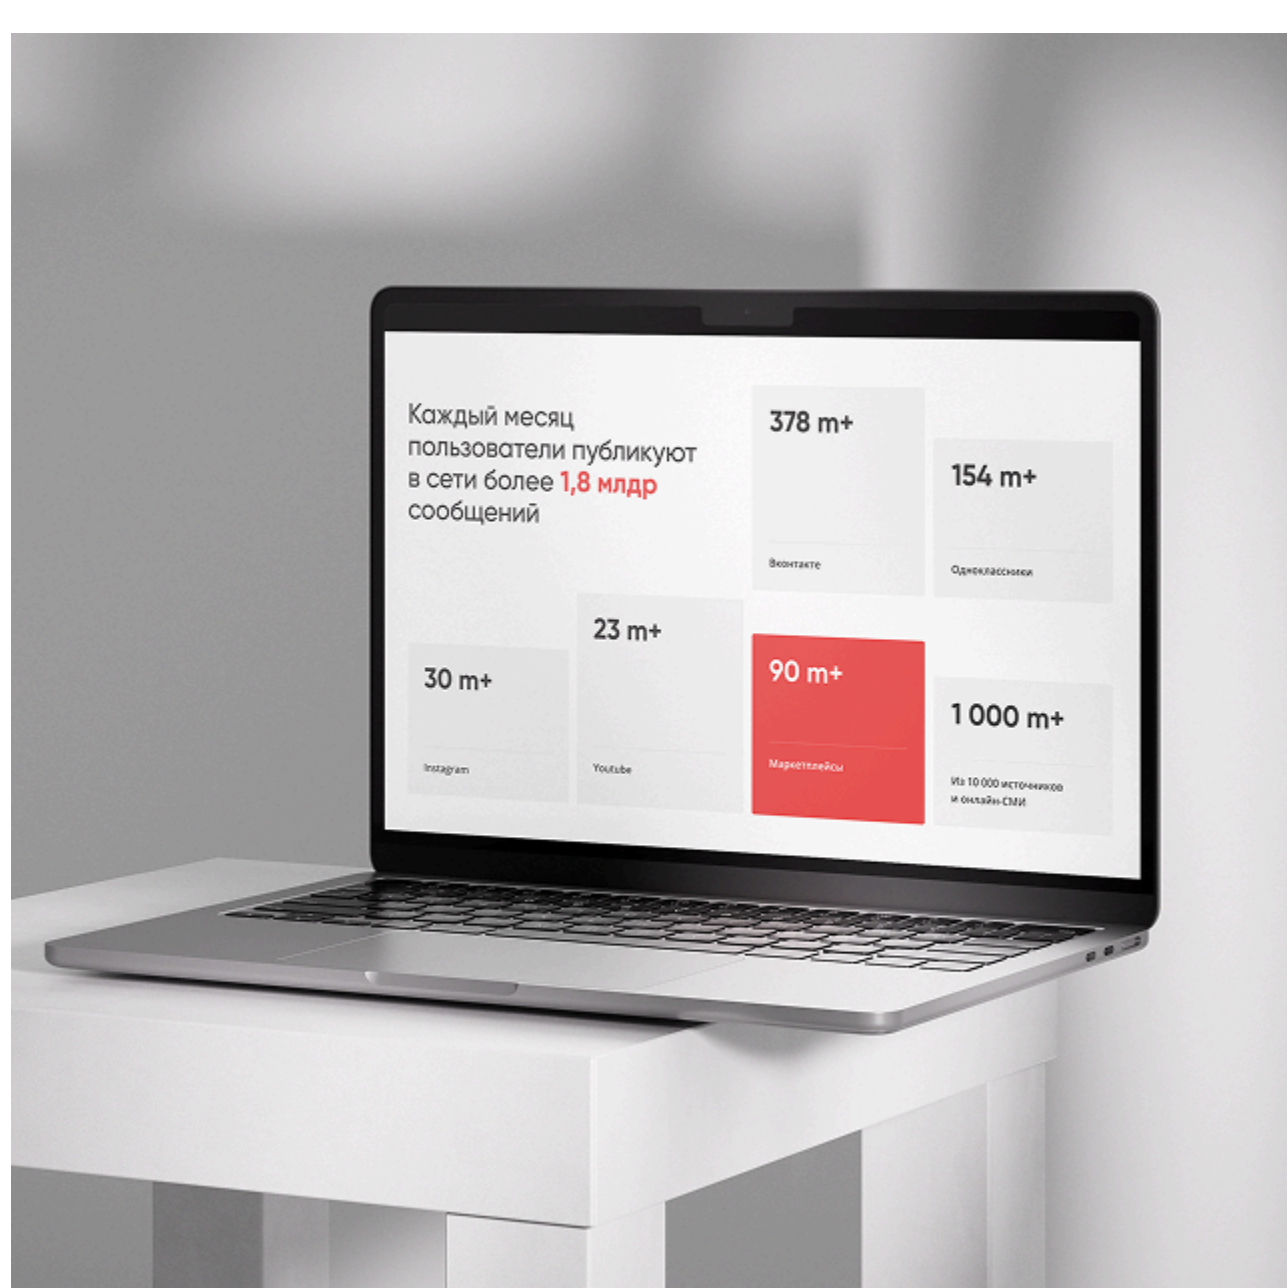 Каждый месяц
пользователи публикуют
в сети более 1,8 млдр
сообщений
378 m+
Вконтакте
154 m+
Одноклассники
30 m+
Instagram
23 m+
Youtube
90 m+
Маркетплейсы
1 000 m+
Из 10 000 источников
и онлайн-СМИ